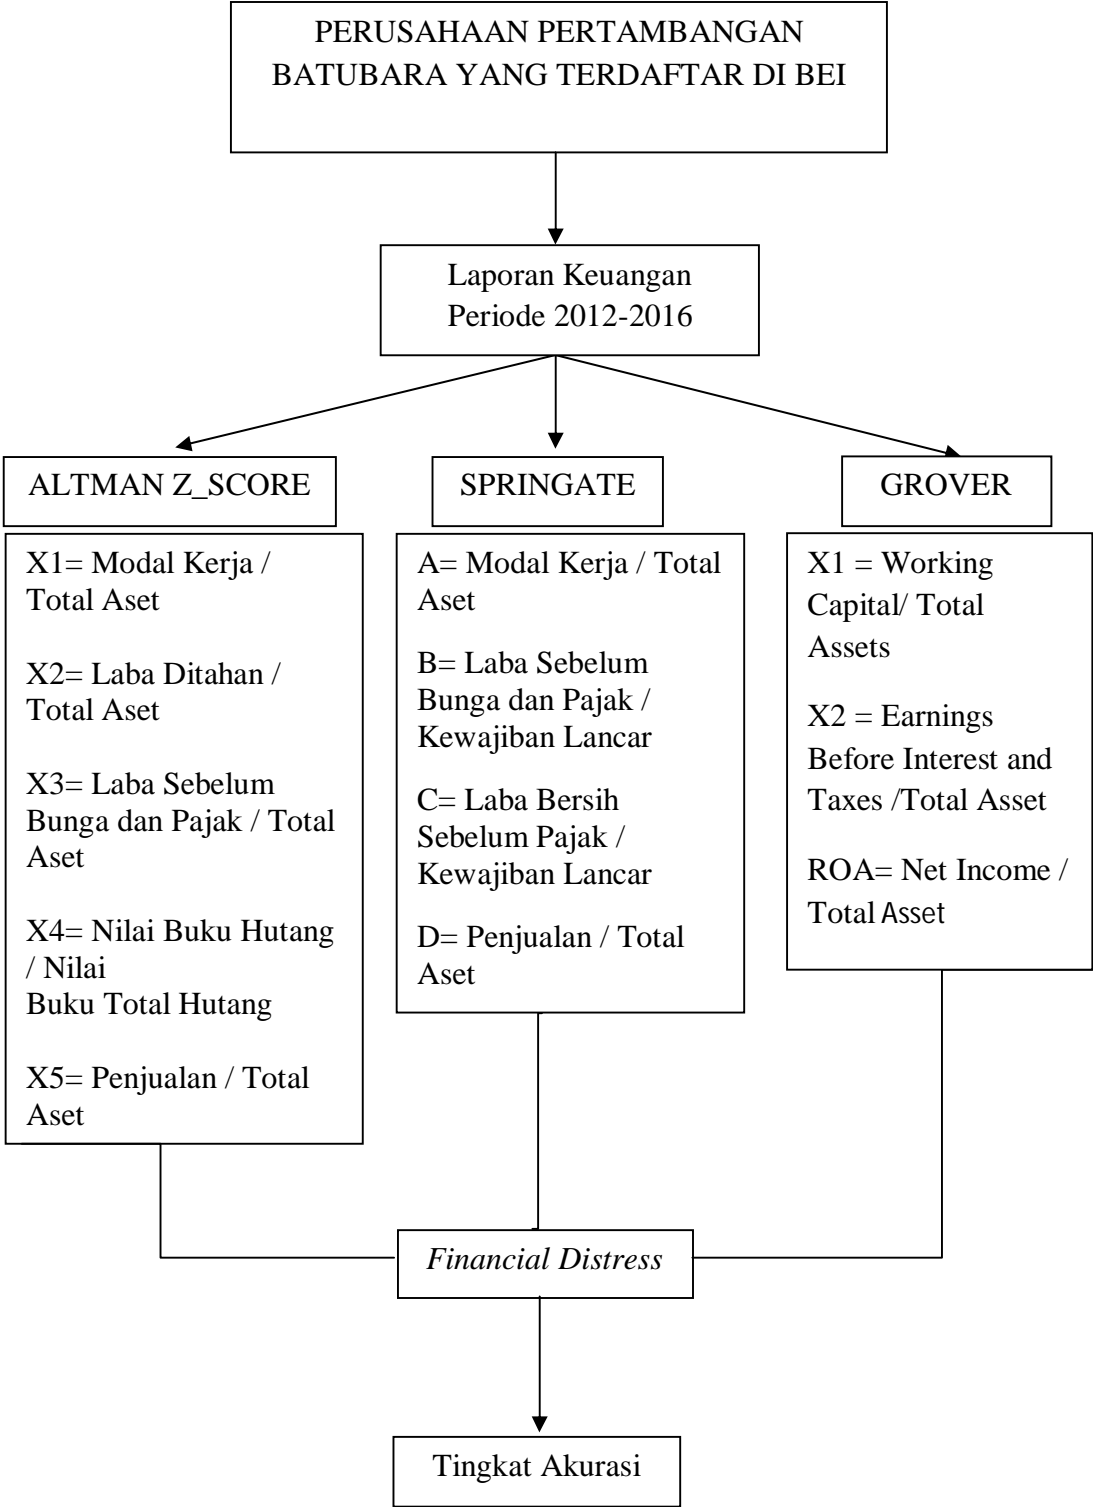 PERUSAHAAN PERTAMBANGAN
BATUBARA YANG TERDAFTAR DI BEI
Laporan Keuangan
Periode 2012-2016
ALTMAN Z_SCORE
X1= Modal Kerja /
Total Aset
X2= Laba Ditahan /
Total Aset
X3= Laba Sebelum
Bunga dan Pajak / Total
Aset
X4= Nilai Buku Hutang
/ Nilai
Buku Total Hutang
X5= Penjualan / Total
Aset
SPRINGATE
A= Modal Kerja / Total
Aset
B= Laba Sebelum
Bunga dan Pajak /
Kewajiban Lancar
C= Laba Bersih
Sebelum Pajak /
Kewajiban Lancar
D= Penjualan / Total
Aset
GROVER
X1 = Working
Capital/ Total
Assets
X2 = Earnings
Before Interest and
Taxes /Total Asset
ROA= Net Income /
Total Asset
Financial Distress
Tingkat Akurasi